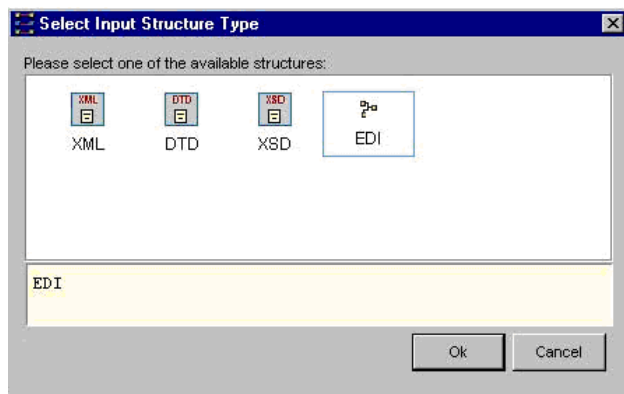 Select Input Structure Type
Please select one of the available structures:
XML DTD XSD
XML DTD XSD EDI
EDI
Ok Cancel